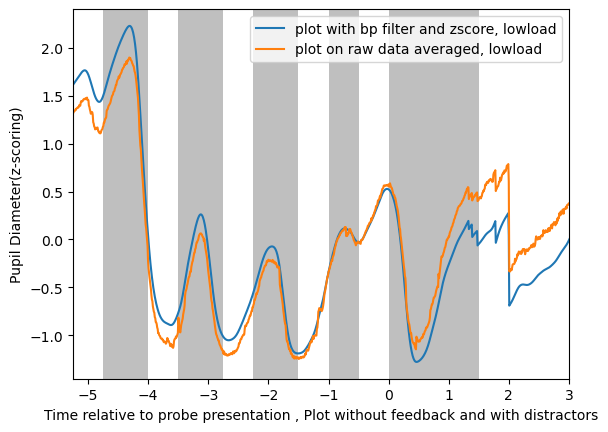 plot with bp filter and zscore, lowload
plot on raw data averaged, lowload
Pupil Diameter(z-scoring)
2.0
1.5
1.0
0.5
0.0
−0.5
−1.0
−5 −4 −3 −2 −1 0 1 2 3
Time relative to probe presentation , Plot without feedback and with distractors